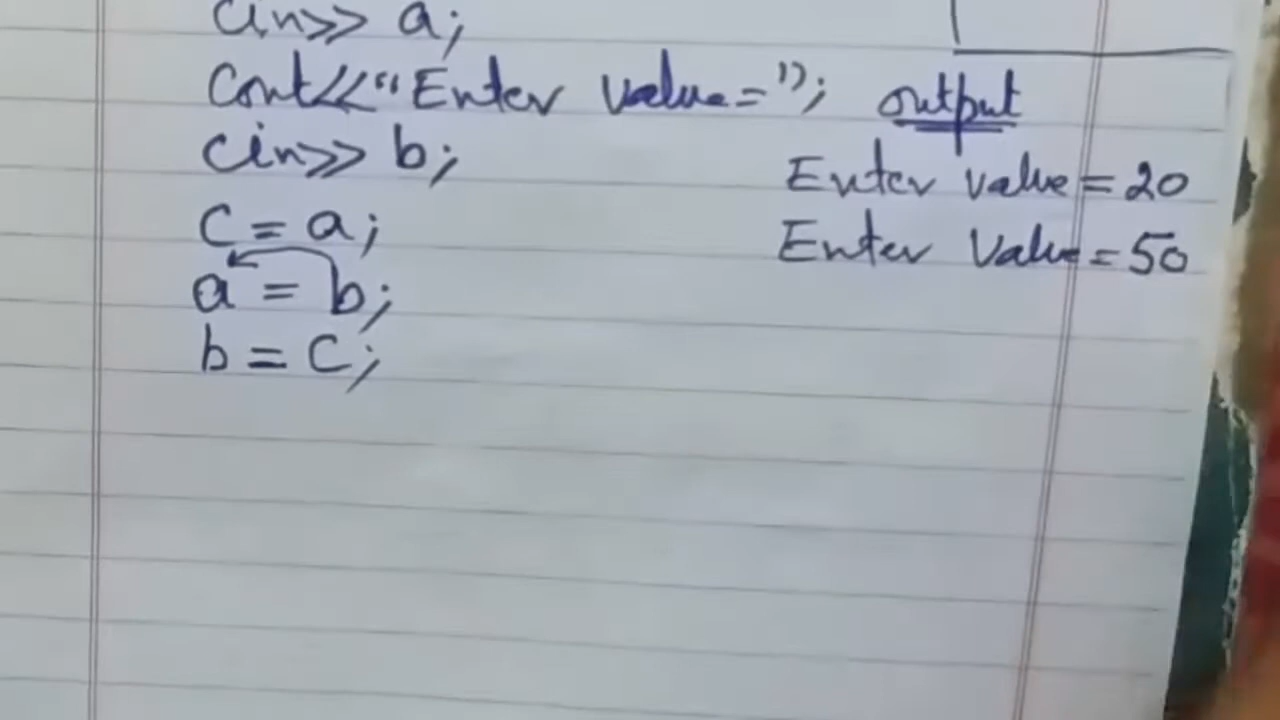 cin>> a;
Cout<<"Enter value=";
cin>> b;
c = a;
a = b;
b = c;
output
Enter value=20
Enter Value=50